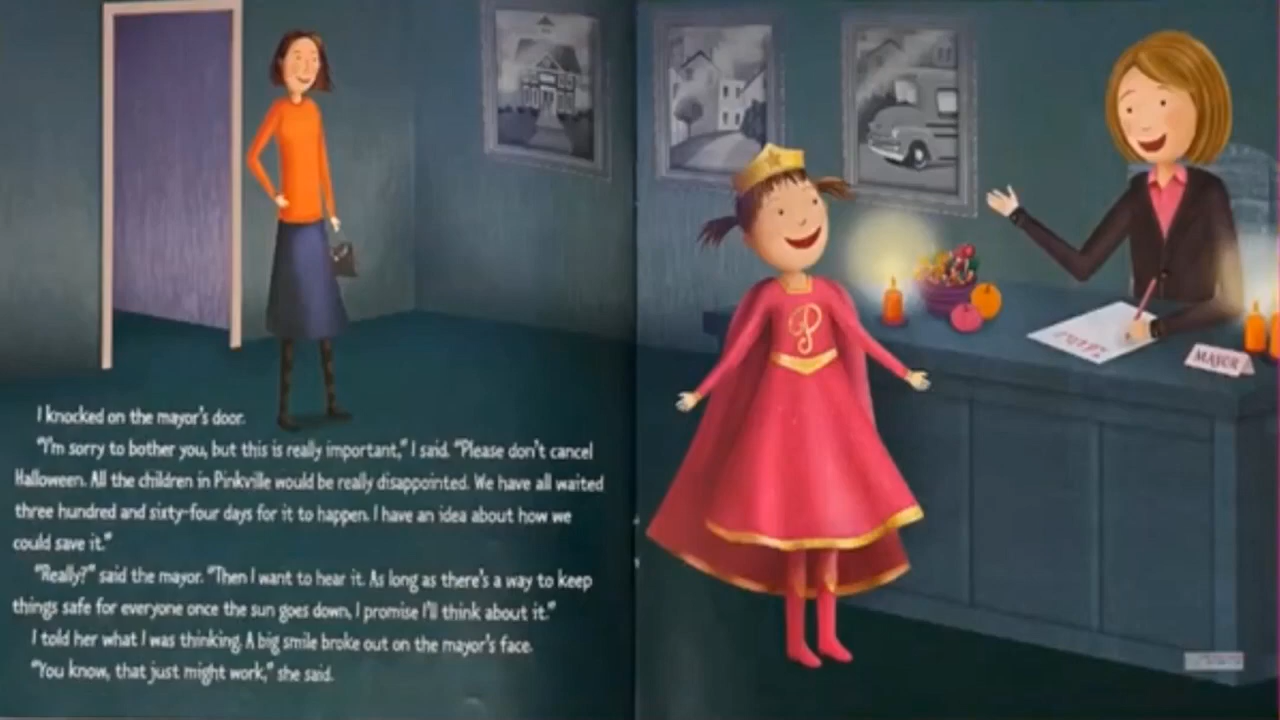 I knocked on the mayor's door.
"I'm sorry to bother you, but this is really important," I said. "Please don't cancel
Halloween. All the children in Pinkville would be really disappointed. We have all waited
three hundred and sixty-four days for it to happen. I have an idea about how we
could save it."
"Really?" said the mayor. "Then I want to hear it. As long as there's a way to keep
things safe for everyone once the sun goes down, I promise I'll think about it."
I told her what I was thinking. A big smile broke out on the mayor's face.
"You know, that just might work," she said.
P
MAYOR